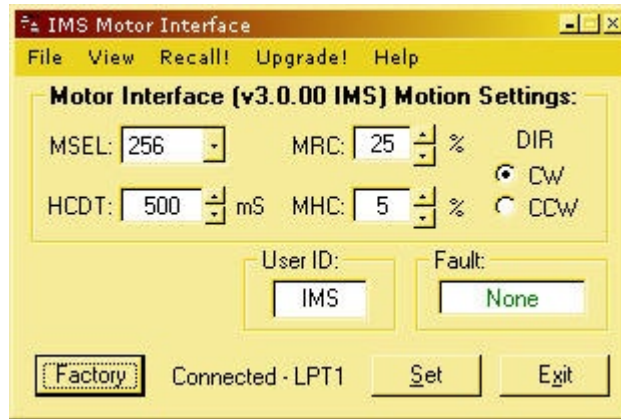 IMS Motor Interface
File View Recall! Upgrade! Help
Motor Interface (v3.0.00 IMS) Motion Settings:
MSEL: 256 MRC: 25 % DIR
CW
HCDT: 500 mS MHC: 5 % CCW
User ID: Fault:
IMS None
Factory Connected - LPT1 Set Exit